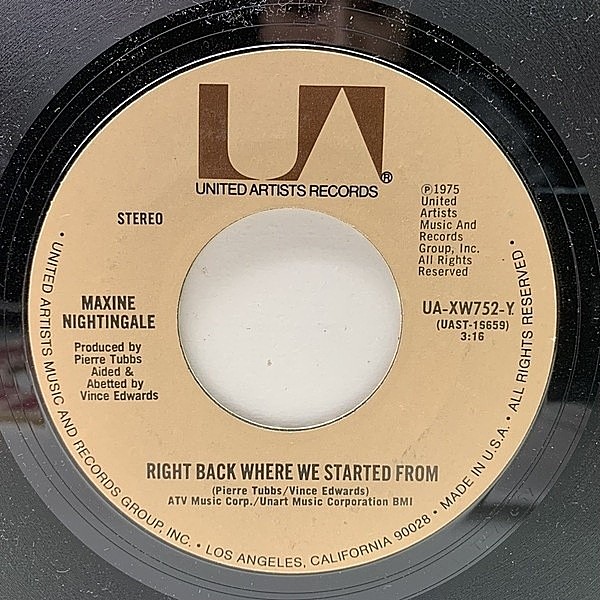 UA®
UNITED ARTISTS RECORDS
STEREO
℗1975
United
Artists
Music And
Records
Group, Inc.
All Rights
Reserved
MAXINE
NIGHTINGALE
Produced by
Pierre Tubbs
Aided &
Abetted by
Vince Edwards
UA-XW752-Y
(UAST-19659)
3:16
RIGHT BACK WHERE WE STARTED FROM
(Pierre Tubbs/Vince Edwards)
ATV Music Corp./Unart Music Corporation BMI
• UNITED ARTISTS MUSIC AND RECORDS GROUP, INC. • LOS ANGELES, CALIFORNIA 90028 • MADE IN U.S.A. • ALL RIGHTS RESERVED •